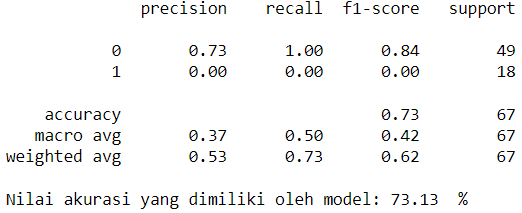 precision recall f1-score support
0 0.73 1.00 0.84 49
1 0.00 0.00 0.00 18
accuracy 0.73 67
macro avg 0.37 0.50 0.42 67
weighted avg 0.53 0.73 0.62 67
Nilai akurasi yang dimiliki oleh model: 73.13 %